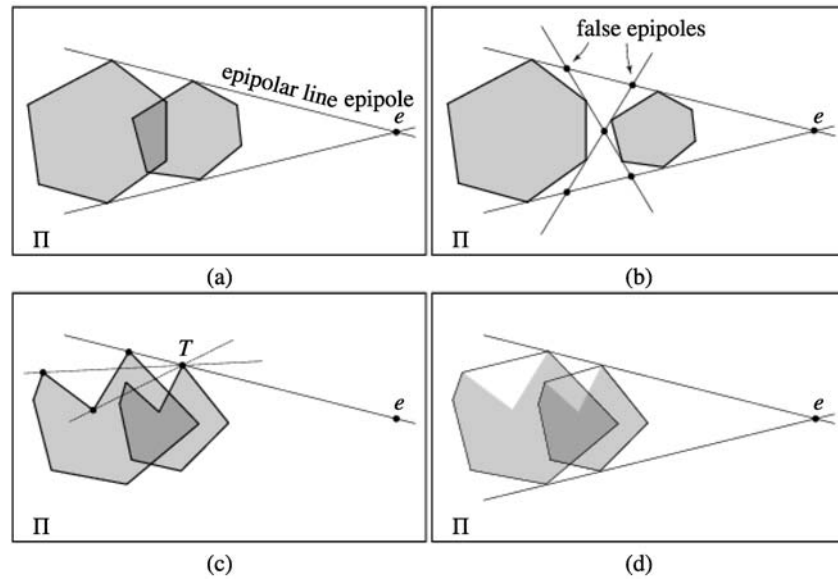 epipolar line epipole
e
Π
(a)
false epipoles
e
Π
(b)
T
e
Π
(c)
e
Π
(d)